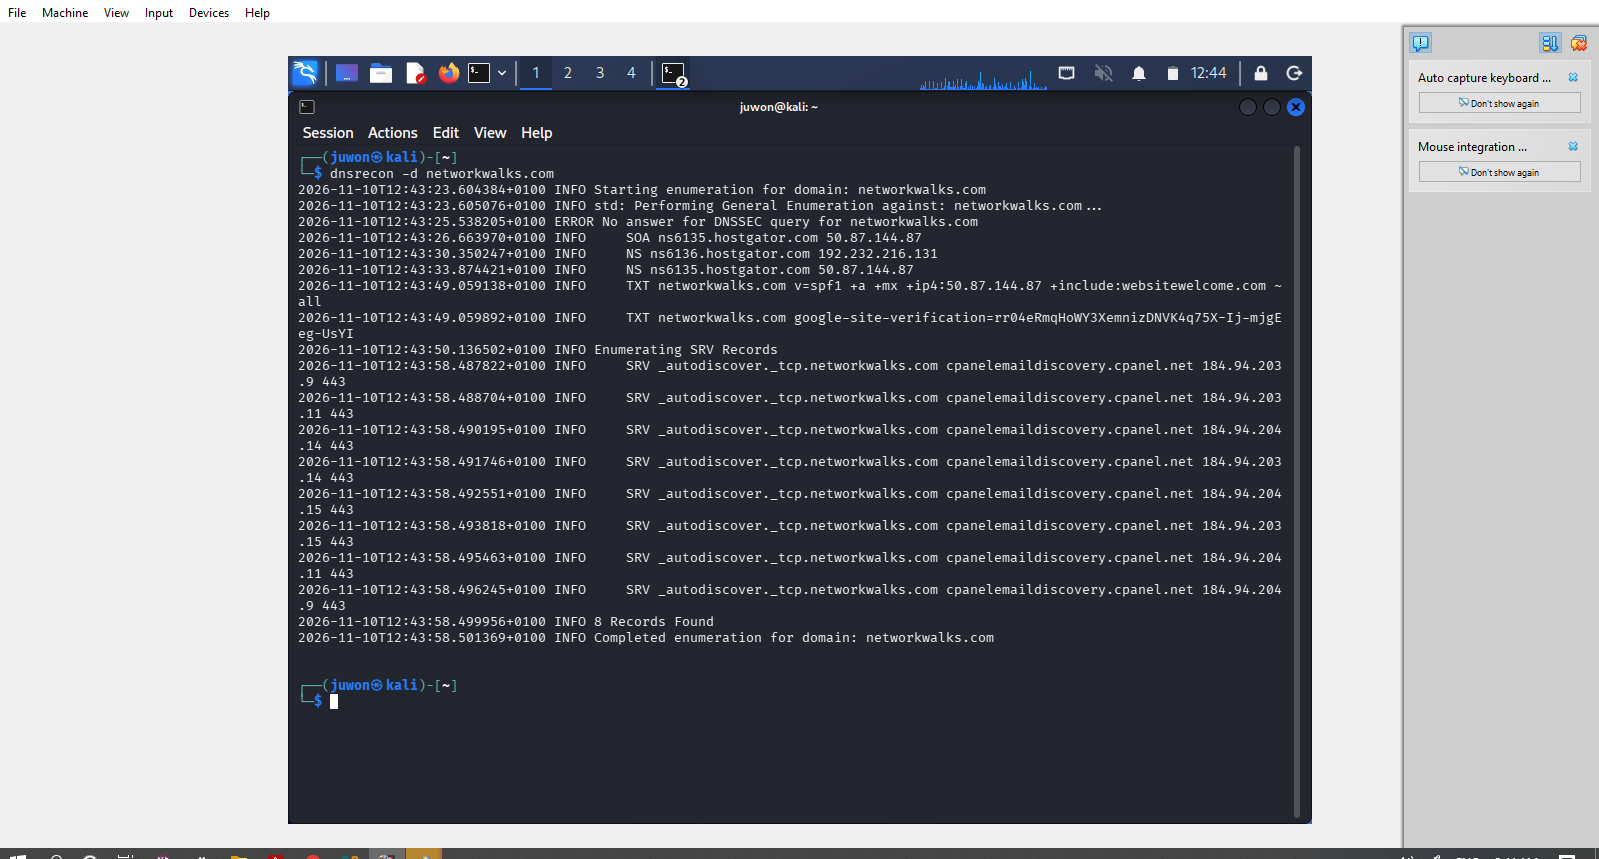 File Machine View Input Devices Help
1 2 3 4 2 12:44
juwon@kali: ~
Session Actions Edit View Help
┌──(juwon㉿kali)-[~]
└─$ dnsrecon -d networkwalks.com
2026-11-10T12:43:23.604384+0100 INFO Starting enumeration for domain: networkwalks.com
2026-11-10T12:43:23.605076+0100 INFO std: Performing General Enumeration against: networkwalks.com...
2026-11-10T12:43:25.538205+0100 ERROR No answer for DNSSEC query for networkwalks.com
2026-11-10T12:43:26.663970+0100 INFO SOA ns6135.hostgator.com 50.87.144.87
2026-11-10T12:43:30.350247+0100 INFO NS ns6136.hostgator.com 192.232.216.131
2026-11-10T12:43:33.874421+0100 INFO NS ns6135.hostgator.com 50.87.144.87
2026-11-10T12:43:49.059138+0100 INFO TXT networkwalks.com v=spf1 +a +mx +ip4:50.87.144.87 +include:websitewelcome.com ~
all
2026-11-10T12:43:49.059892+0100 INFO TXT networkwalks.com google-site-verification=rr04eRmqHoWY3XemnizDNVK4q75X-Ij-mjgE
eg-UsYI
2026-11-10T12:43:50.136502+0100 INFO Enumerating SRV Records
2026-11-10T12:43:58.487822+0100 INFO SRV _autodiscover._tcp.networkwalks.com cpanelemaildiscovery.cpanel.net 184.94.203
.9 443
2026-11-10T12:43:58.488704+0100 INFO SRV _autodiscover._tcp.networkwalks.com cpanelemaildiscovery.cpanel.net 184.94.203
.11 443
2026-11-10T12:43:58.490195+0100 INFO SRV _autodiscover._tcp.networkwalks.com cpanelemaildiscovery.cpanel.net 184.94.204
.14 443
2026-11-10T12:43:58.491746+0100 INFO SRV _autodiscover._tcp.networkwalks.com cpanelemaildiscovery.cpanel.net 184.94.203
.14 443
2026-11-10T12:43:58.492551+0100 INFO SRV _autodiscover._tcp.networkwalks.com cpanelemaildiscovery.cpanel.net 184.94.204
.15 443
2026-11-10T12:43:58.493818+0100 INFO SRV _autodiscover._tcp.networkwalks.com cpanelemaildiscovery.cpanel.net 184.94.203
.15 443
2026-11-10T12:43:58.495463+0100 INFO SRV _autodiscover._tcp.networkwalks.com cpanelemaildiscovery.cpanel.net 184.94.204
.11 443
2026-11-10T12:43:58.496245+0100 INFO SRV _autodiscover._tcp.networkwalks.com cpanelemaildiscovery.cpanel.net 184.94.204
.9 443
2026-11-10T12:43:58.499956+0100 INFO 8 Records Found
2026-11-10T12:43:58.501369+0100 INFO Completed enumeration for domain: networkwalks.com
┌──(juwon㉿kali)-[~]
└─$
Auto capture keyboard ...
Don't show again
Mouse integration ...
Don't show again